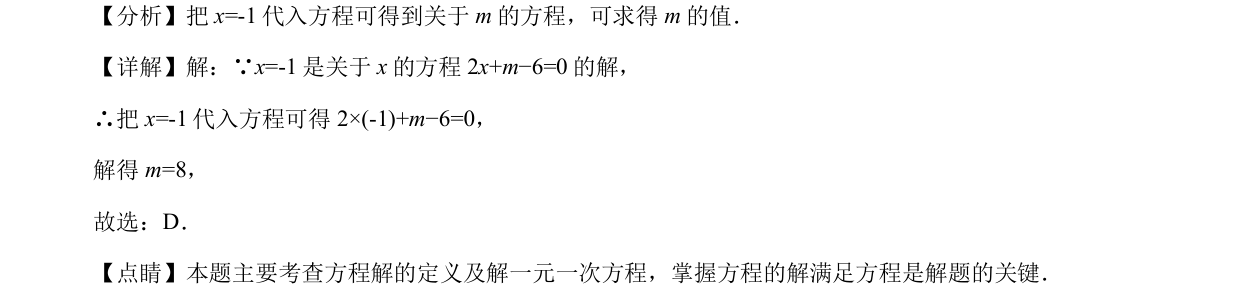 【分析】把 x=-1 代入方程可得到关于 m 的方程，可求得 m 的值．
【详解】解：∵x=-1 是关于 x 的方程 2x+m−6=0 的解，
∴把 x=-1 代入方程可得 2×(-1)+m−6=0，
解得 m=8，
故选：D．
【点睛】本题主要考查方程解的定义及解一元一次方程，掌握方程的解满足方程是解题的关键．